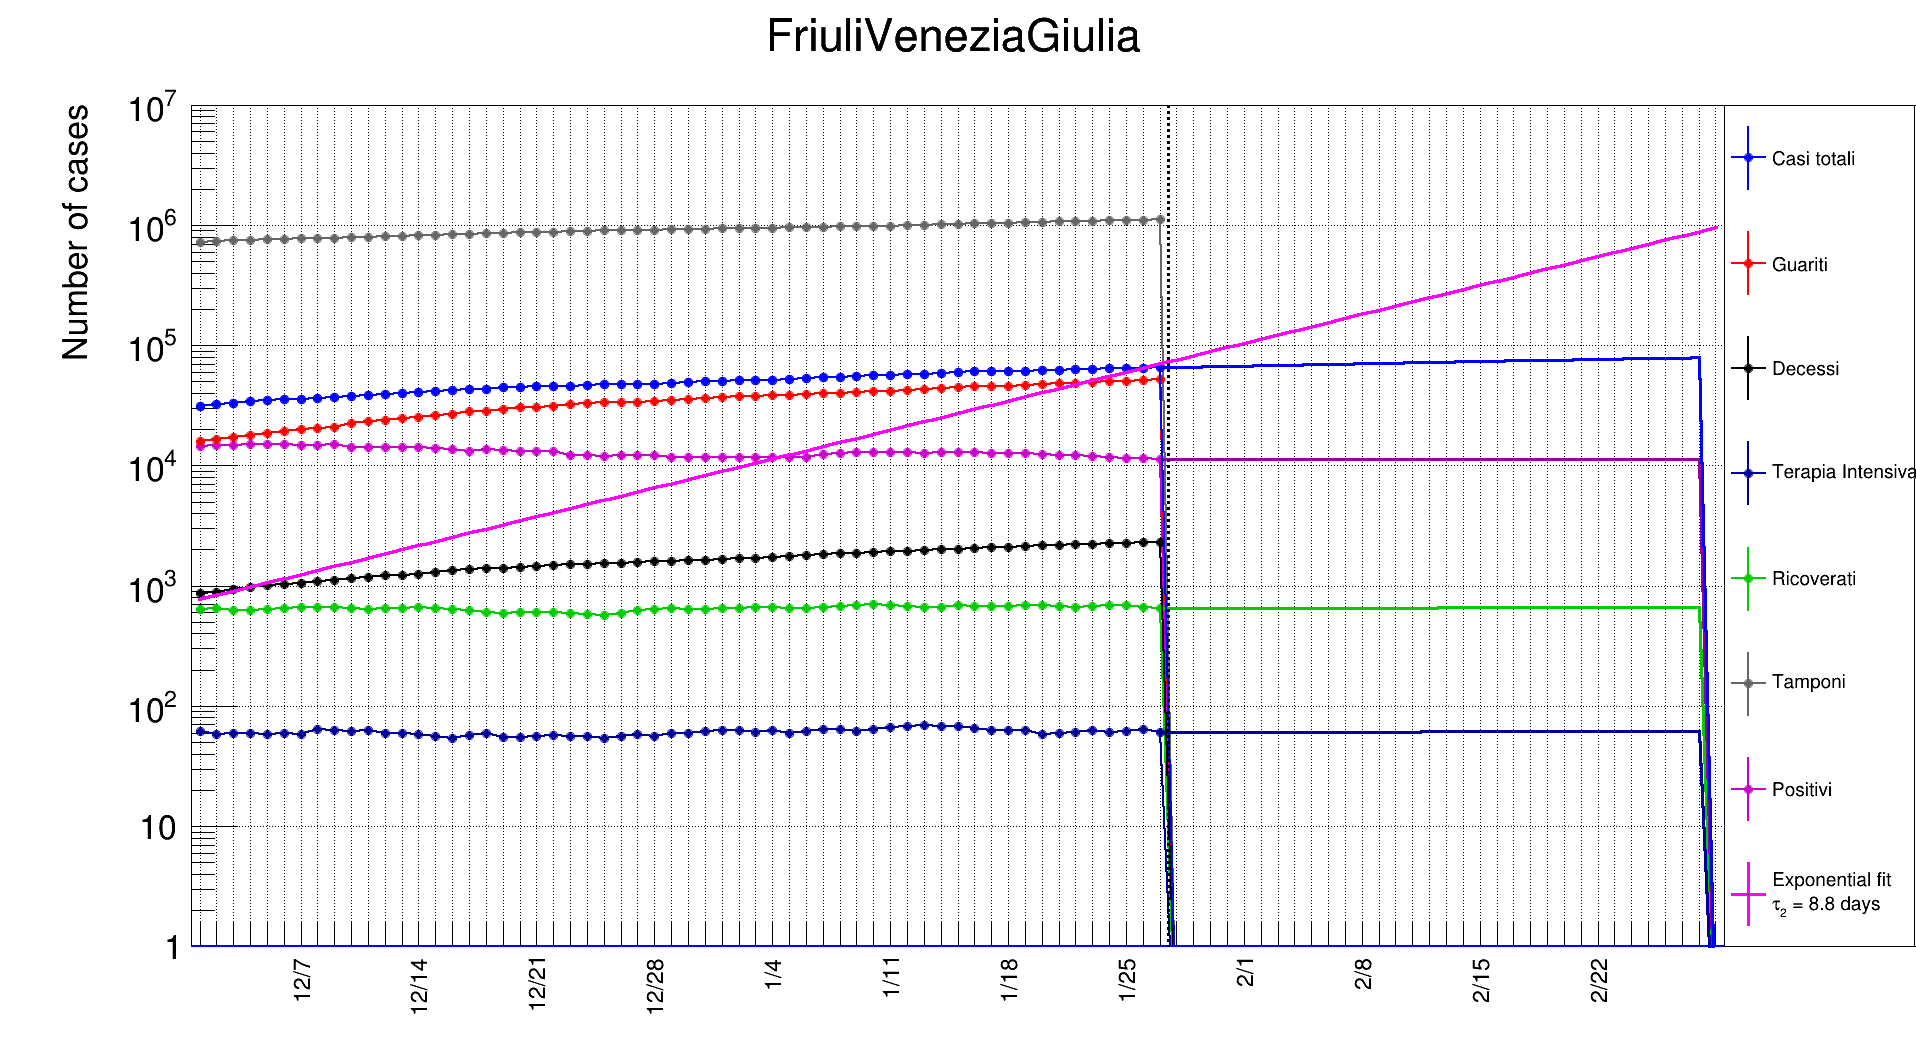 FriuliVeneziaGiulia
Number of cases
10^7
10^6
10^5
10^4
10^3
10^2
10
1
12/7
12/14
12/21
12/28
1/4
1/11
1/18
1/25
2/1
2/8
2/15
2/22
Casi totali
Guariti
Decessi
Terapia Intensiva
Ricoverati
Tamponi
Positivi
Exponential fit
τ₂ = 8.8 days